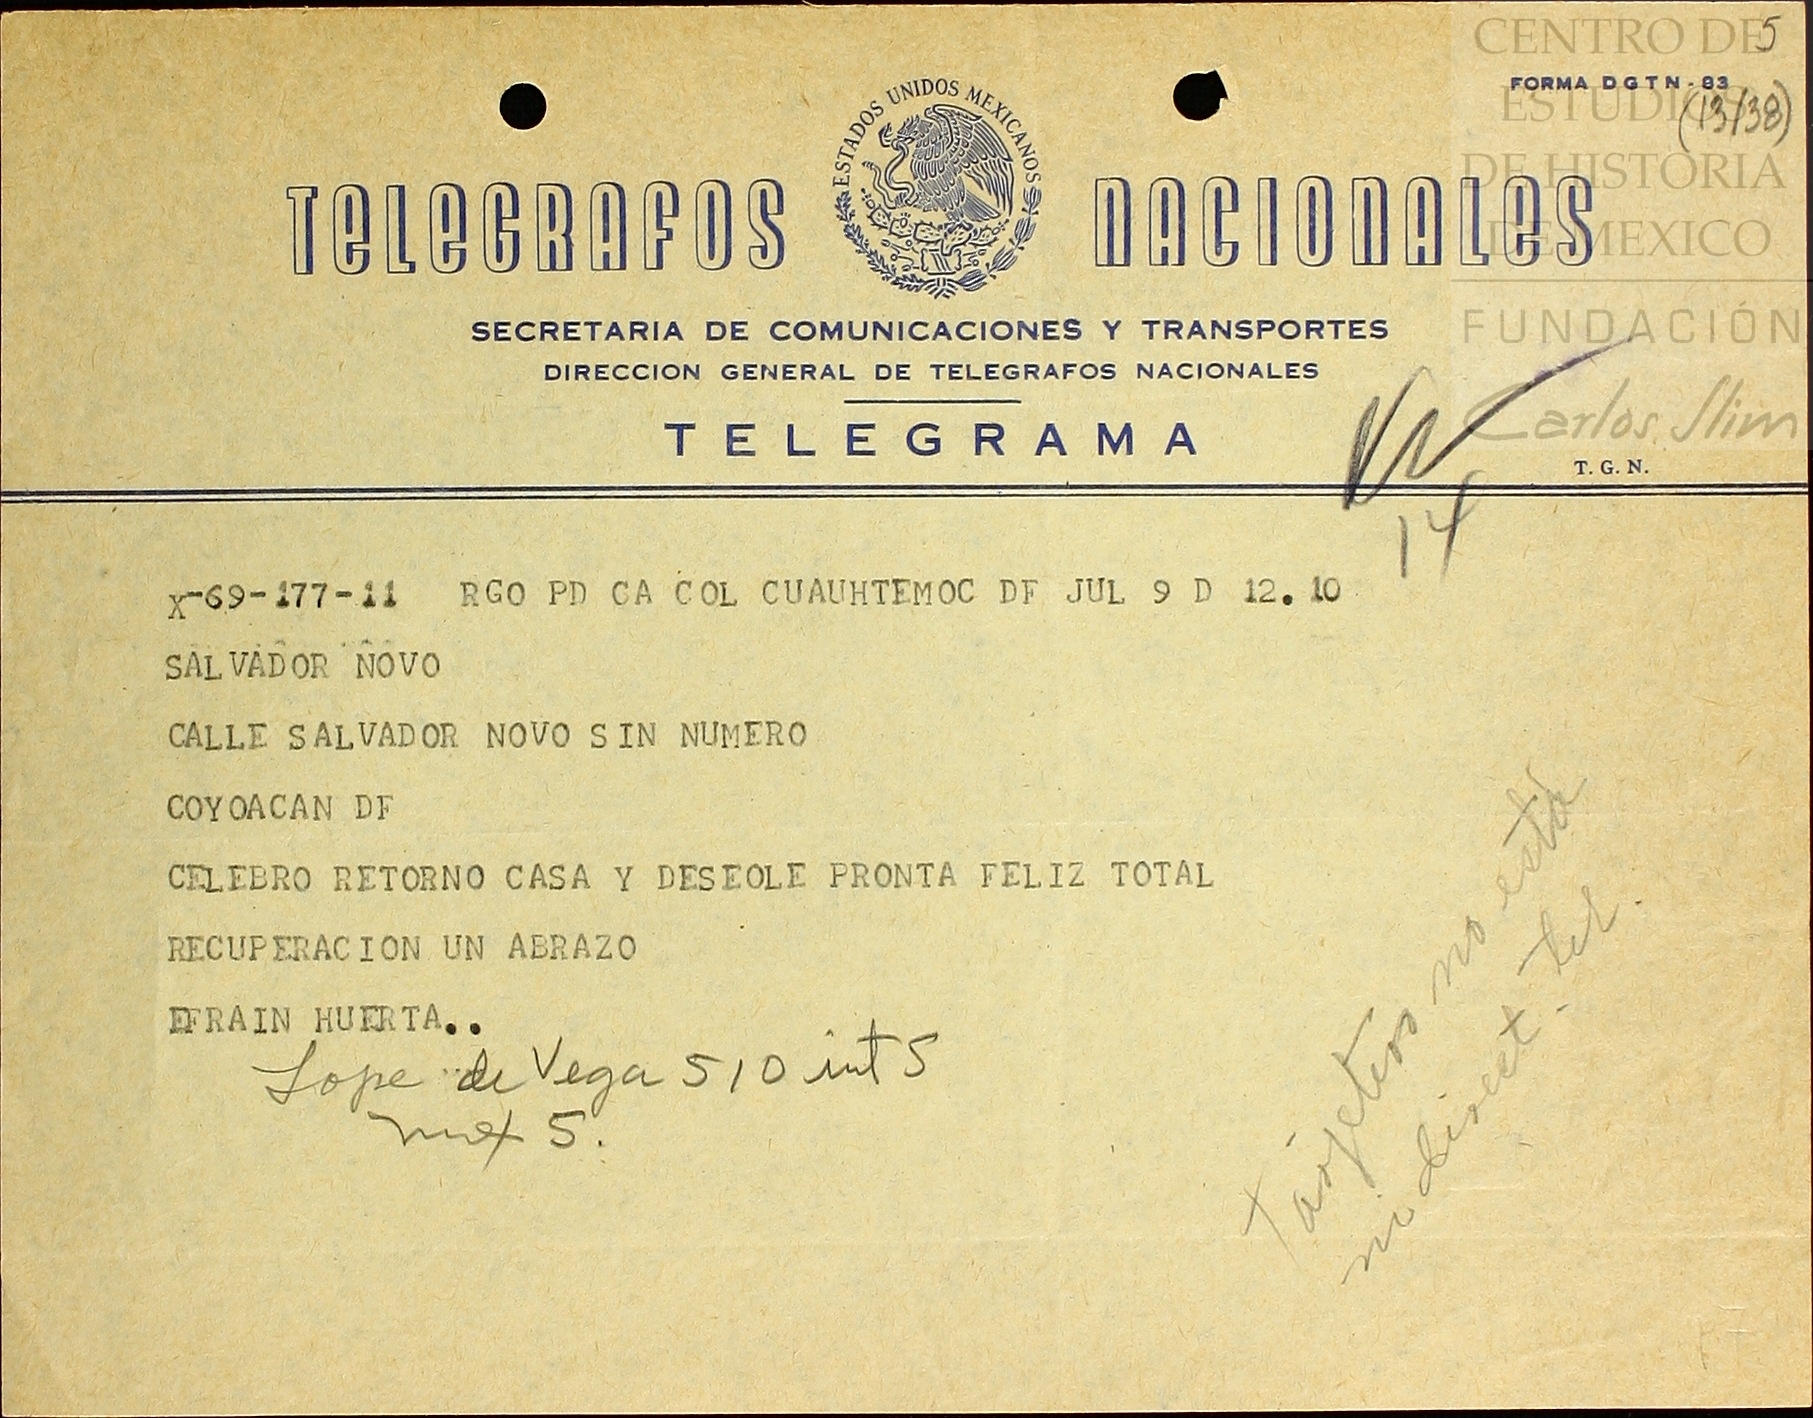 CENTRO DE
ESTUDIOS
DE HISTORIA
DE MEXICO
FUNDACIÓN
Carlos Slim
5
FORMA DGTN-83
(13/38)
ESTADOS UNIDOS MEXICANOS
TELEGRAFOS NACIONALES
SECRETARIA DE COMUNICACIONES Y TRANSPORTES
DIRECCION GENERAL DE TELEGRAFOS NACIONALES
TELEGRAMA
T. G. N.
14
X-69-177-11 RGO PD CA COL CUAUHTEMOC DF JUL 9 D 12.10
SALVADOR NOVO
CALLE SALVADOR NOVO SIN NUMERO
COYOACAN DF
CELEBRO RETORNO CASA Y DESEOLE PRONTA FELIZ TOTAL
RECUPERACION UN ABRAZO
EFRAIN HUERTA..
Lope de Vega 510 int 5
mex 5.
Tarjetero no está
ni direct. tel.